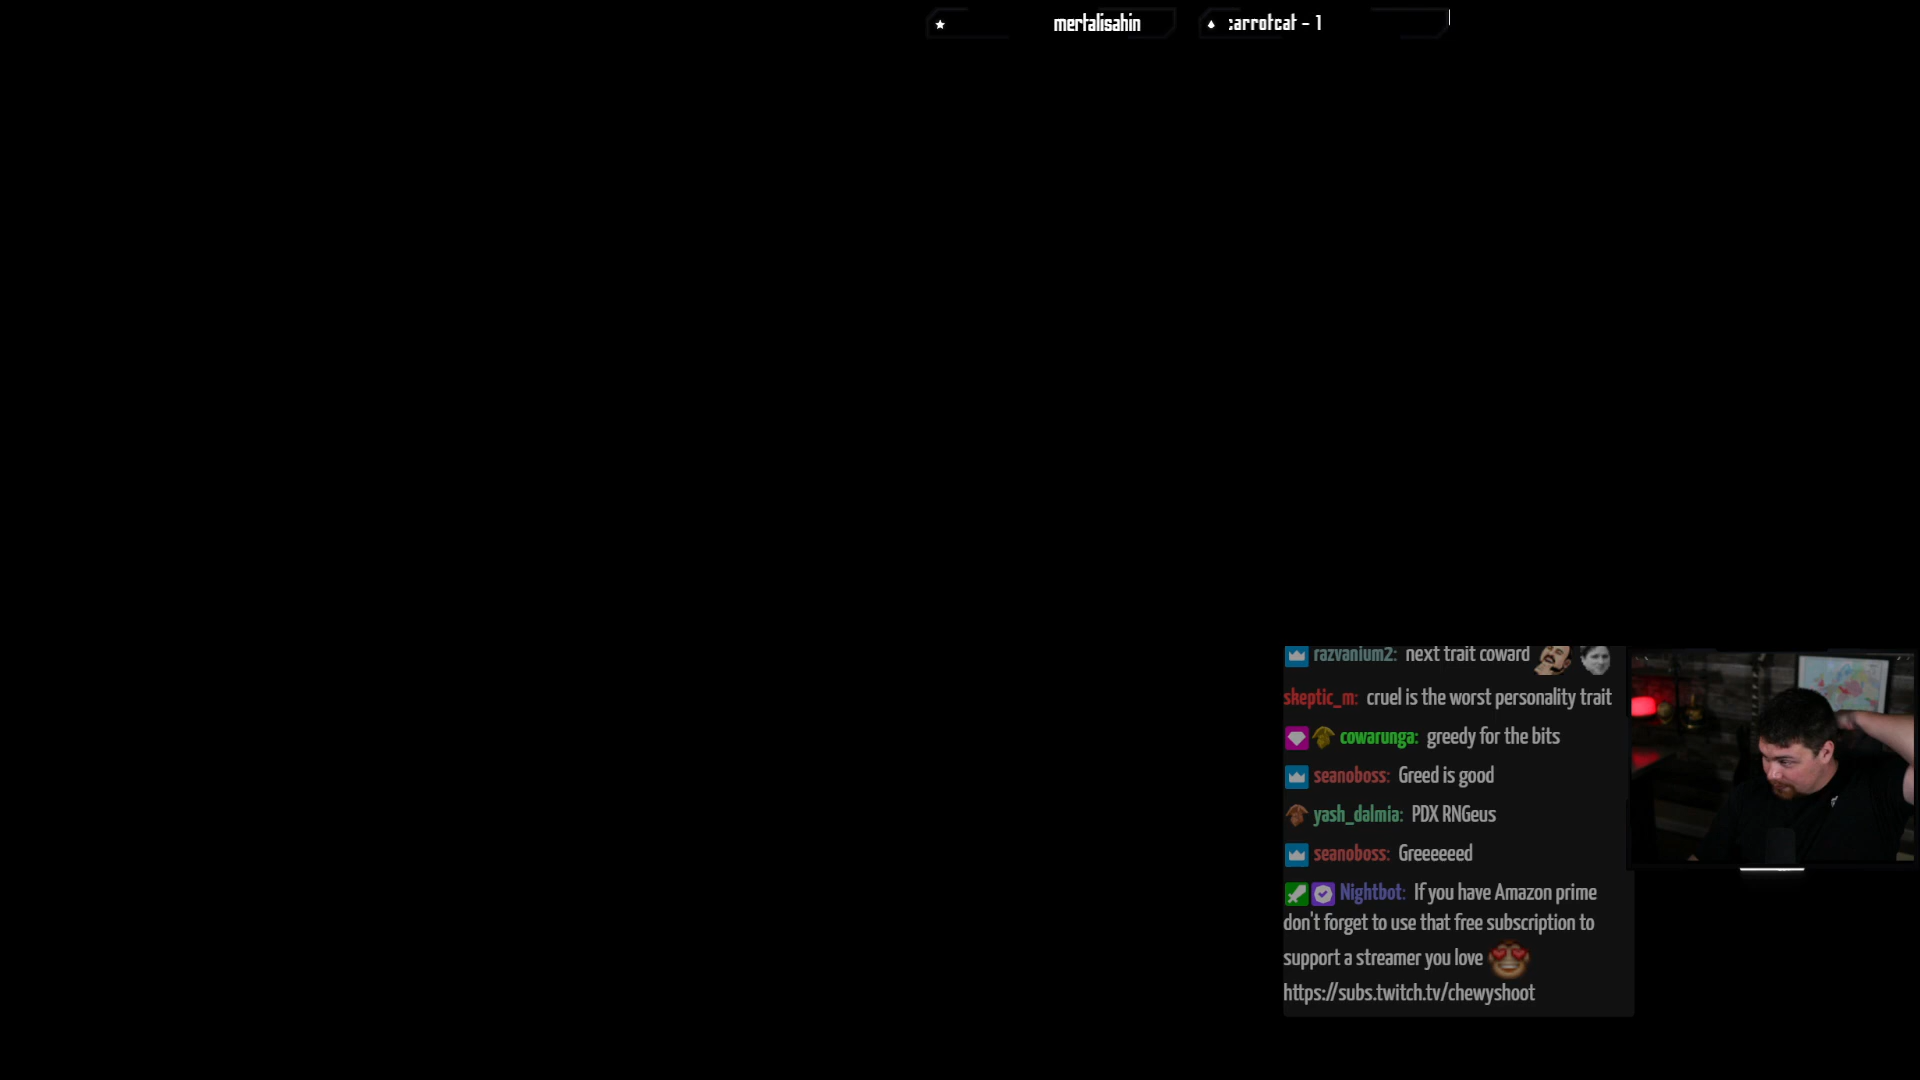 mertalisahin
carrotcat - 1
razvanium2: next trait coward
skeptic_m: cruel is the worst personality trait
cowarunga: greedy for the bits
seanoboss: Greed is good
yash_dalmia: PDX RNGeus
seanoboss: Greeeeeed
Nightbot: If you have Amazon prime
don't forget to use that free subscription to
support a streamer you love
https://subs.twitch.tv/chewyshoot